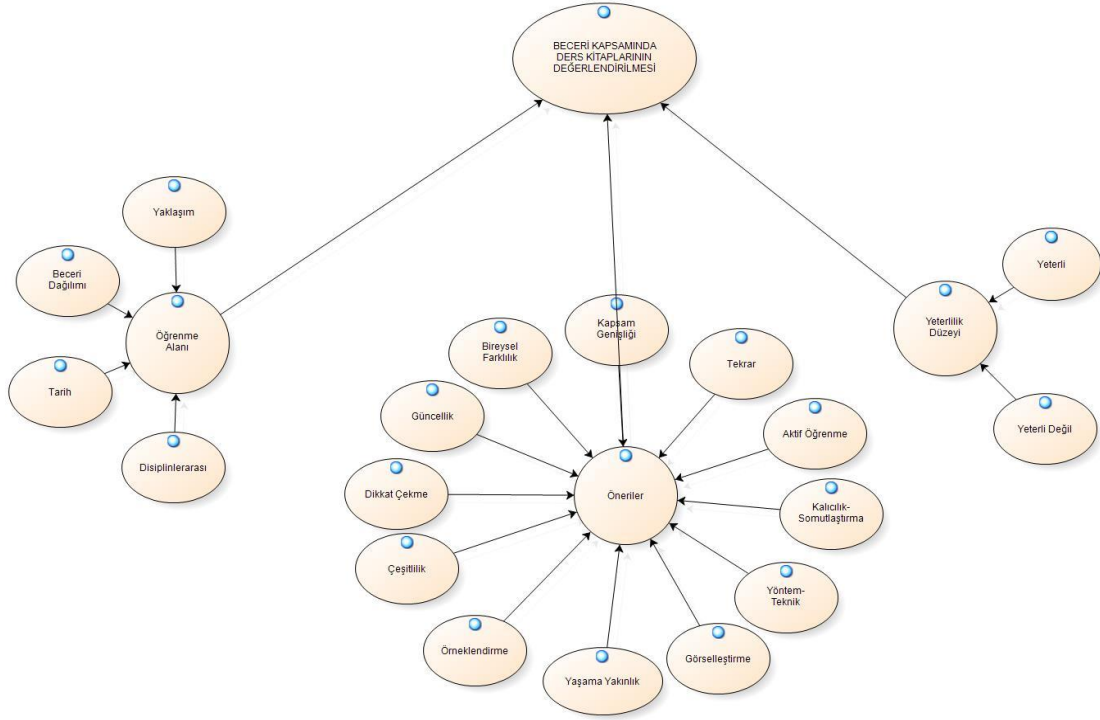 BECERİ KAPSAMINDA
DERS KİTAPLARININ
DEĞERLENDİRİLMESİ
Yaklaşım
Beceri
Dağılımı
Öğrenme
Alanı
Tarih
Disiplinlerarası
Kapsam
Genişliği
Bireysel
Farklılık
Tekrar
Güncellik
Aktif Öğrenme
Dikkat Çekme
Öneriler
Kalıcılık-
Somutlaştırma
Çeşitlilik
Yöntem-
Teknik
Örneklendirme
Yaşama Yakınlık
Görselleştirme
Yeterli
Yeterlilik
Düzeyi
Yeterli Değil